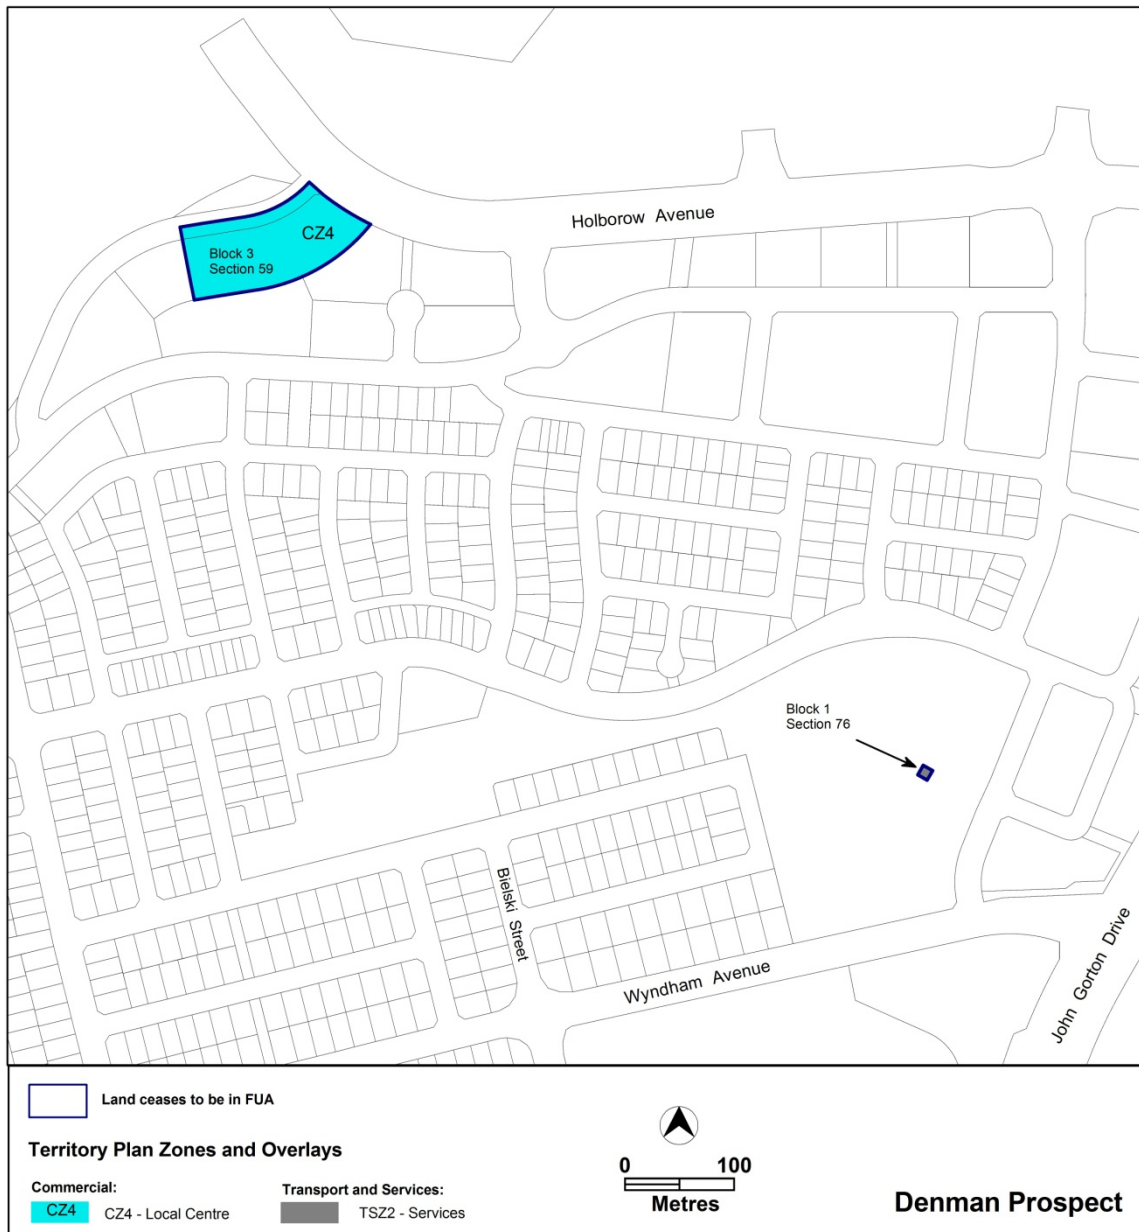 Holborow Avenue
CZ4
Block 3
Section 59
Block 1
Section 76
Bielski Street
Wyndham Avenue
John Gorton Drive
Land ceases to be in FUA
Territory Plan Zones and Overlays
Commercial:
CZ4
CZ4 - Local Centre
Transport and Services:
TSZ2 - Services
0 100
Metres
Denman Prospect